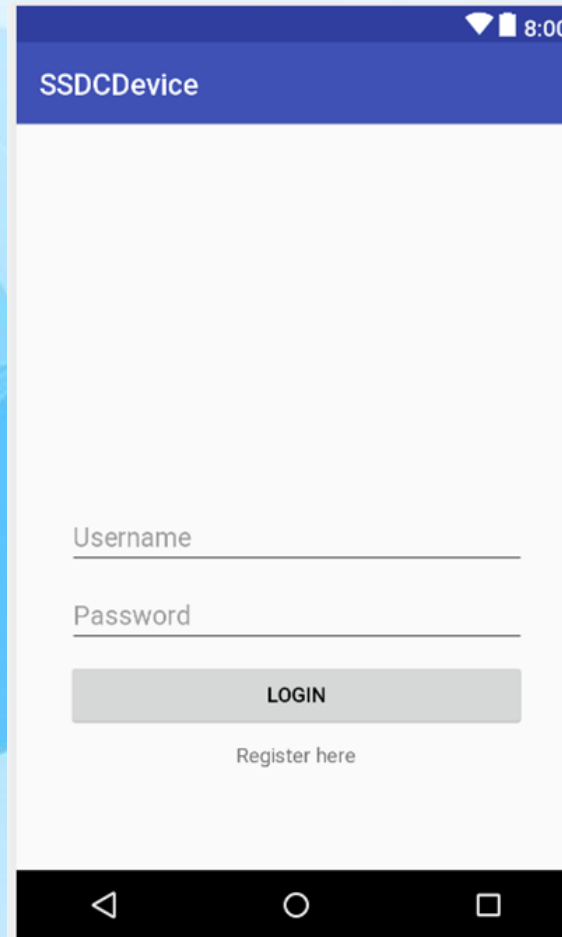 8:00
SSDCDevice
Username
Password
LOGIN
Register here